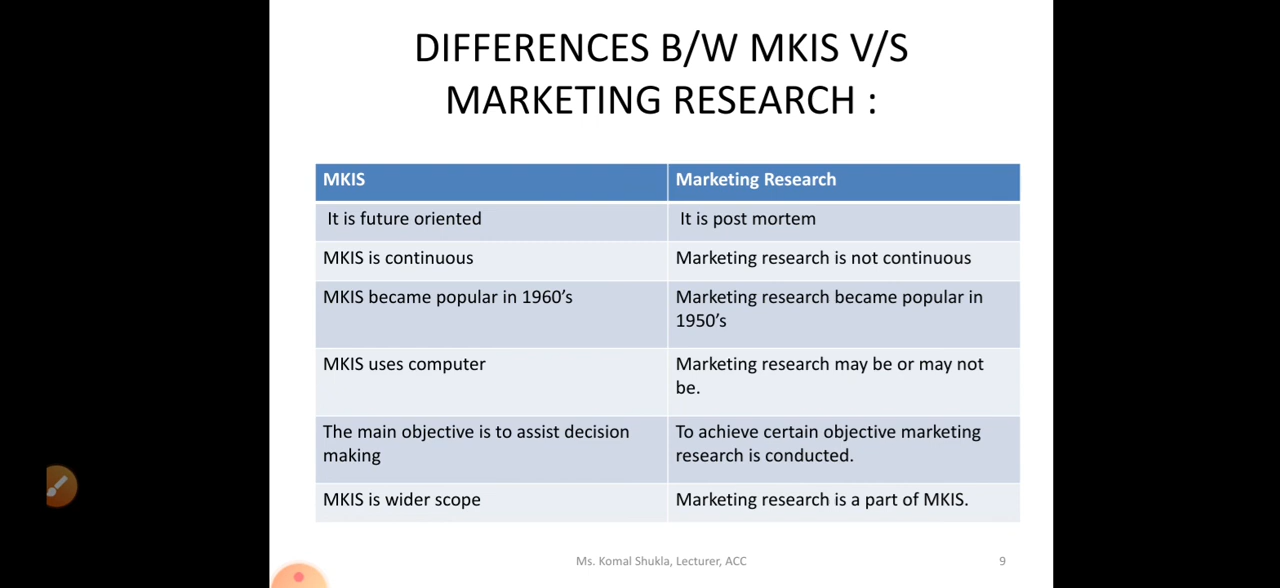 DIFFERENCES B/W MKIS V/S
MARKETING RESEARCH :
MKIS
Marketing Research
It is future oriented
It is post mortem
MKIS is continuous
Marketing research is not continuous
MKIS became popular in 1960’s
Marketing research became popular in
1950’s
MKIS uses computer
Marketing research may be or may not
be.
The main objective is to assist decision
making
To achieve certain objective marketing
research is conducted.
MKIS is wider scope
Marketing research is a part of MKIS.
Ms. Komal Shukla, Lecturer, ACC
9